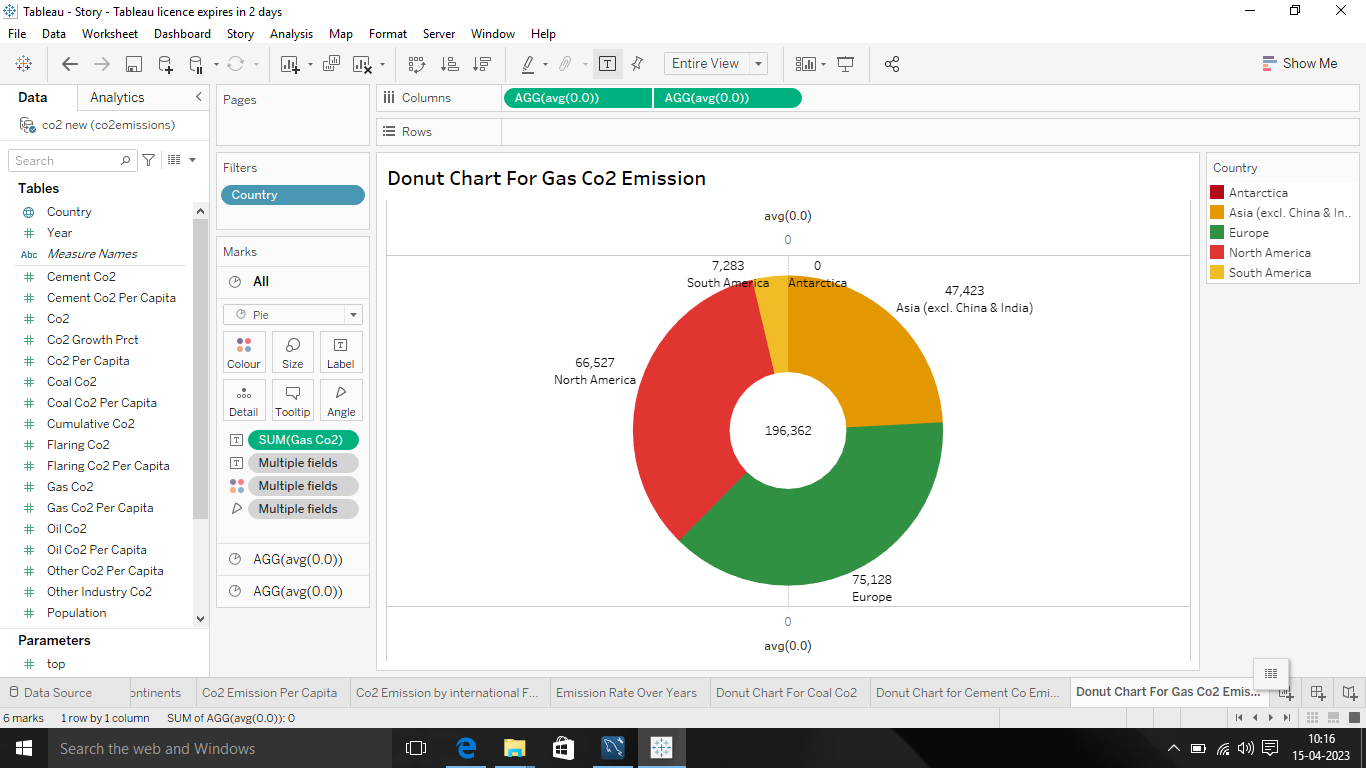 Tableau - Story - Tableau licence expires in 2 days
File Data Worksheet Dashboard Story Analysis Map Format Server Window Help
Entire View
Show Me
Data
Analytics
co2 new (co2emissions)
Search
Tables
Country
Year
Abc Measure Names
Cement Co2
Cement Co2 Per Capita
Co2
Co2 Growth Prct
Co2 Per Capita
Coal Co2
Coal Co2 Per Capita
Cumulative Co2
Flaring Co2
Flaring Co2 Per Capita
Gas Co2
Gas Co2 Per Capita
Oil Co2
Oil Co2 Per Capita
Other Co2 Per Capita
Other Industry Co2
Population
Parameters
top
Pages
Filters
Country
Marks
All
Pie
Colour Size Label
Detail Tooltip Angle
SUM(Gas Co2)
Multiple fields
Multiple fields
Multiple fields
AGG(avg(0.0))
AGG(avg(0.0))
Columns AGG(avg(0.0)) AGG(avg(0.0))
Rows
Donut Chart For Gas Co2 Emission
avg(0.0)
0
7,283
South America
0
Antarctica
47,423
Asia (excl. China & India)
66,527
North America
196,362
75,128
Europe
0
avg(0.0)
Country
Antarctica
Asia (excl. China & In..
Europe
North America
South America
Data Source ontinents Co2 Emission Per Capita Co2 Emission by international F... Emission Rate Over Years Donut Chart For Coal Co2 Donut Chart for Cement Co Emi... Donut Chart For Gas Co2 Emis...
6 marks 1 row by 1 column SUM of AGG(avg(0.0)): 0
Search the web and Windows
10:16
15-04-2023